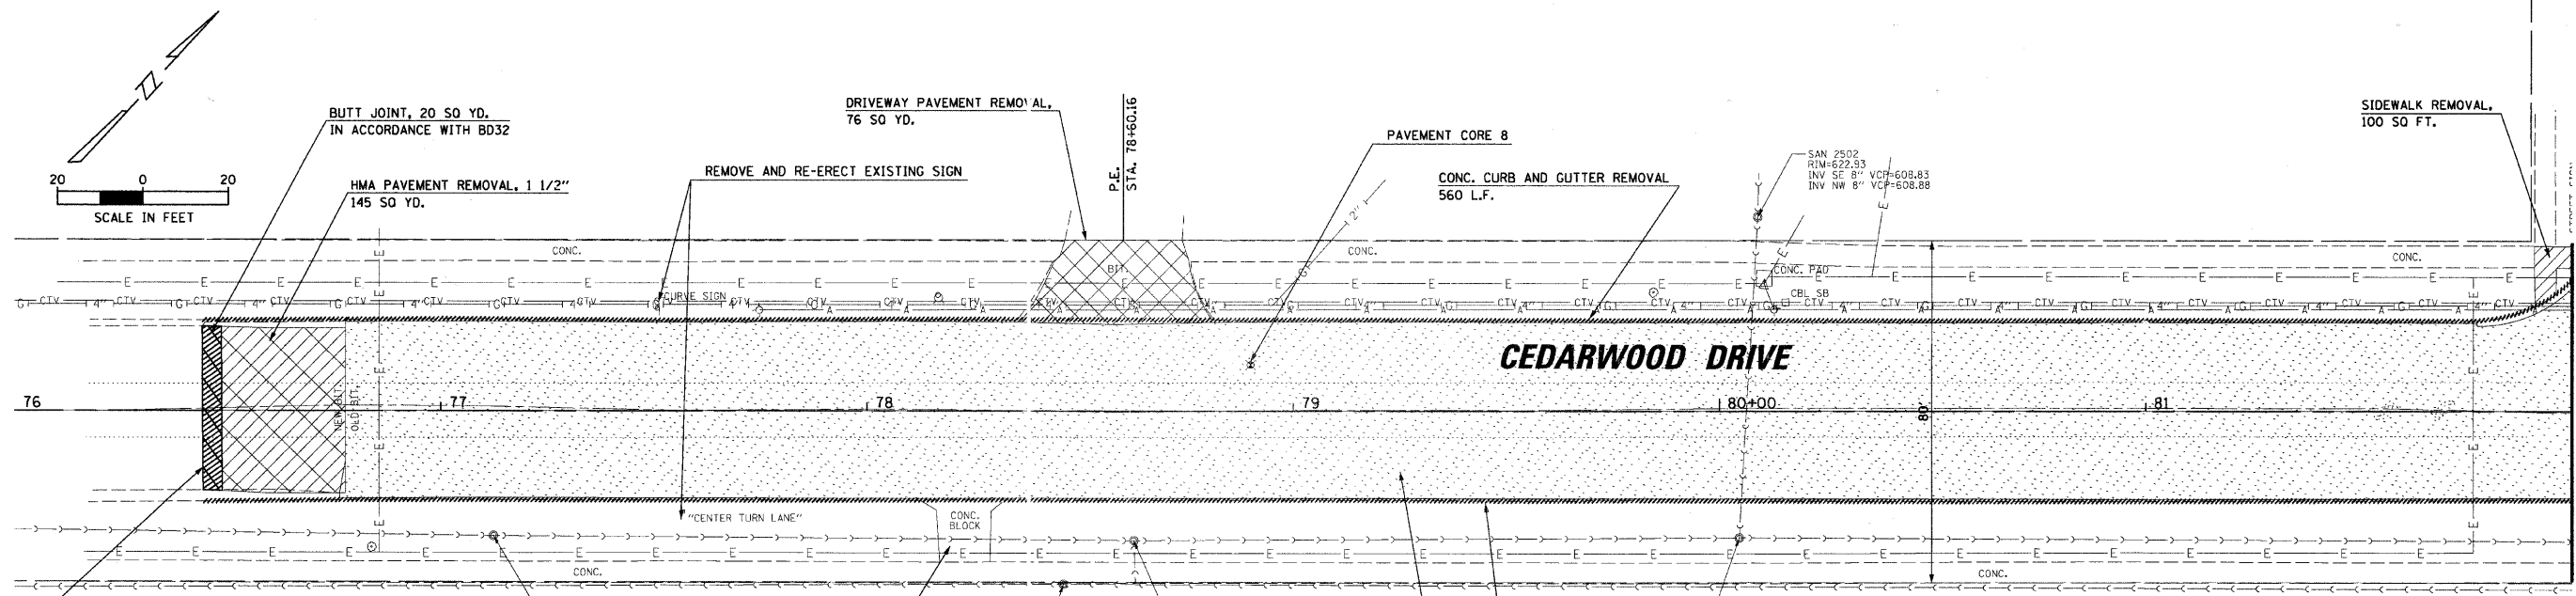 BUTT JOINT, 20 SQ YD.
IN ACCORDANCE WITH BD32
DRIVEWAY PAVEMENT REMOVAL,
76 SQ YD.
P.E.
STA. 78+60.16
PAVEMENT CORE 8
SIDEWALK REMOVAL,
100 SQ FT.
20 0 20
SCALE IN FEET
HMA PAVEMENT REMOVAL, 1 1/2"
145 SQ YD.
REMOVE AND RE-ERECT EXISTING SIGN
CONC. CURB AND GUTTER REMOVAL
560 L.F.
SAN 2502
RIM=622.93
INV SE 8" VCP=608.83
INV NW 8" VCP=608.88
CONC.
BIT.
CONC.
CONC. PAD
CONC.
CURVE SIGN
CBL SB
CEDARWOOD DRIVE
76
77
78
79
80+00
81
80'
NEW BIT.
OLD BIT.
"CENTER TURN LANE"
CONC.
BLOCK
CONC.
CONC.